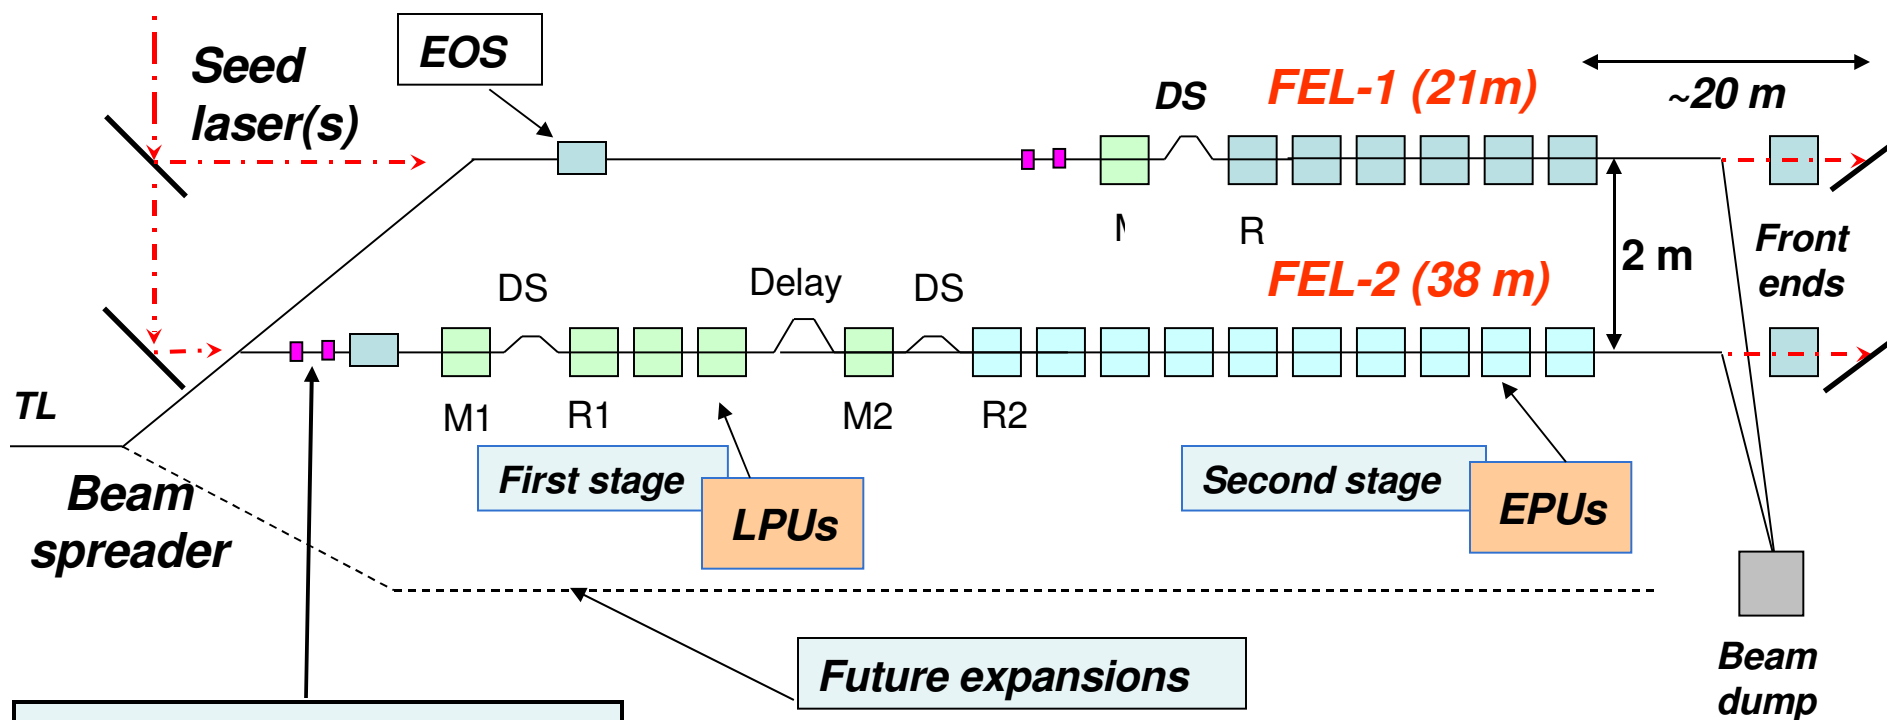 Seed
laser(s)
EOS
DS
FEL-1 (21m)
~20 m
R
2 m
Front
ends
FEL-2 (38 m)
DS
Delay
DS
TL
M1
R1
M2
R2
First stage
LPUs
Second stage
EPUs
Beam
spreader
Future expansions
Beam
dump